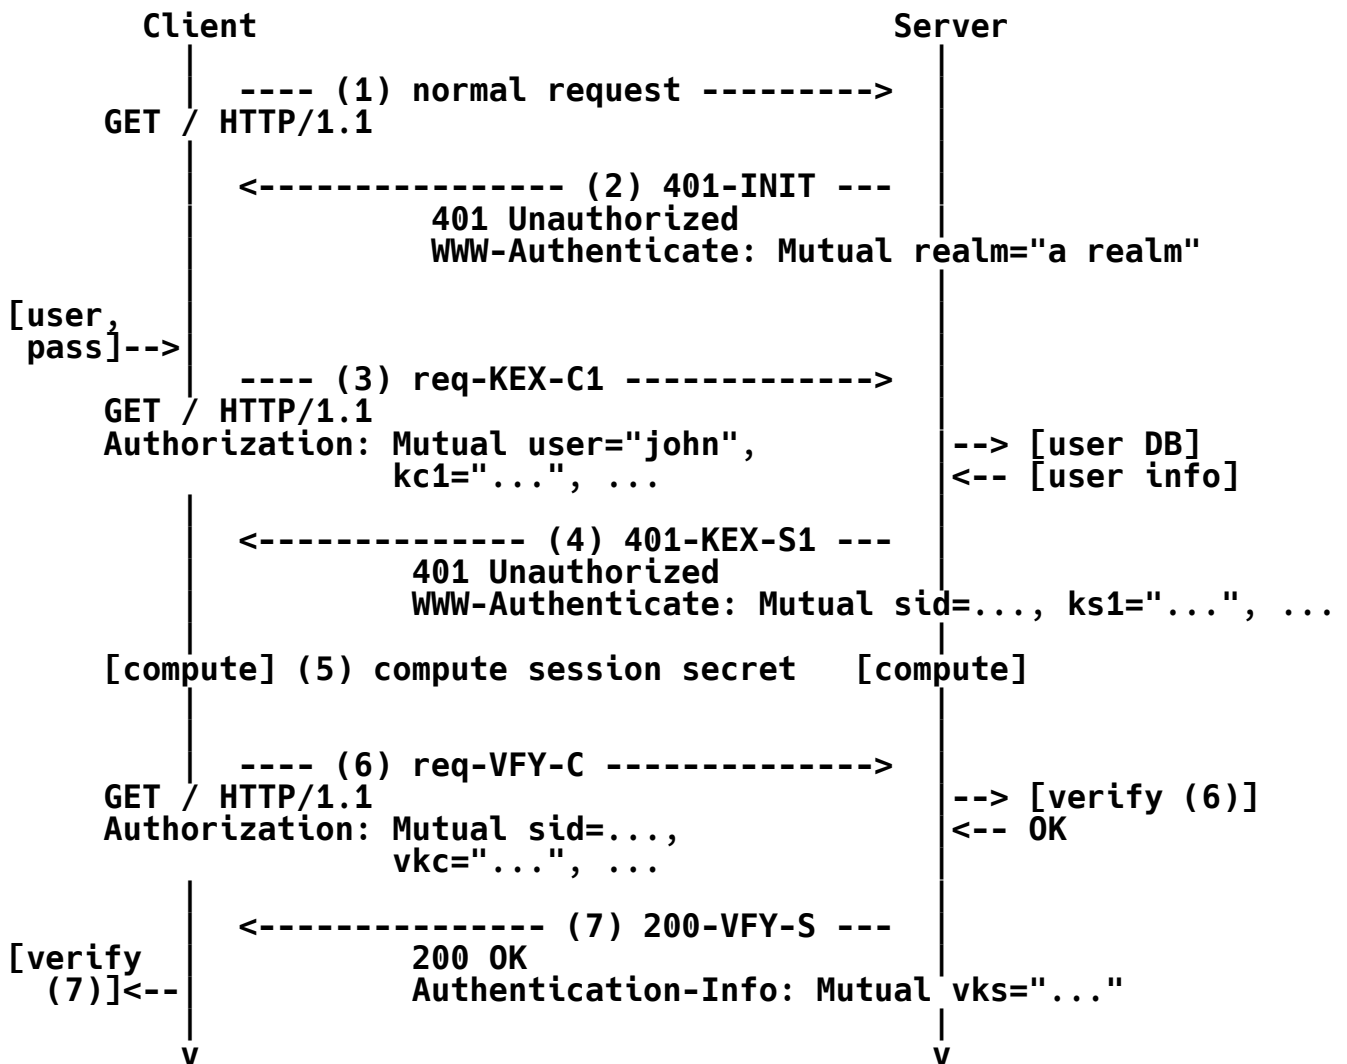 Client Server
---- (1) normal request --------->
GET / HTTP/1.1
<---------------- (2) 401-INIT ---
401 Unauthorized
WWW-Authenticate: Mutual realm="a realm"
[user,
pass]-->
---- (3) req-KEX-C1 ------------->
GET / HTTP/1.1
Authorization: Mutual user="john", --> [user DB]
kc1="...", ... <-- [user info]
<-------------- (4) 401-KEX-S1 ---
401 Unauthorized
WWW-Authenticate: Mutual sid=..., ks1="...", ...
[compute] (5) compute session secret [compute]
---- (6) req-VFY-C -------------->
GET / HTTP/1.1 --> [verify (6)]
Authorization: Mutual sid=..., <-- OK
vkc="...", ...
<--------------- (7) 200-VFY-S ---
[verify 200 OK
(7)]<-- Authentication-Info: Mutual vks="..."
v v